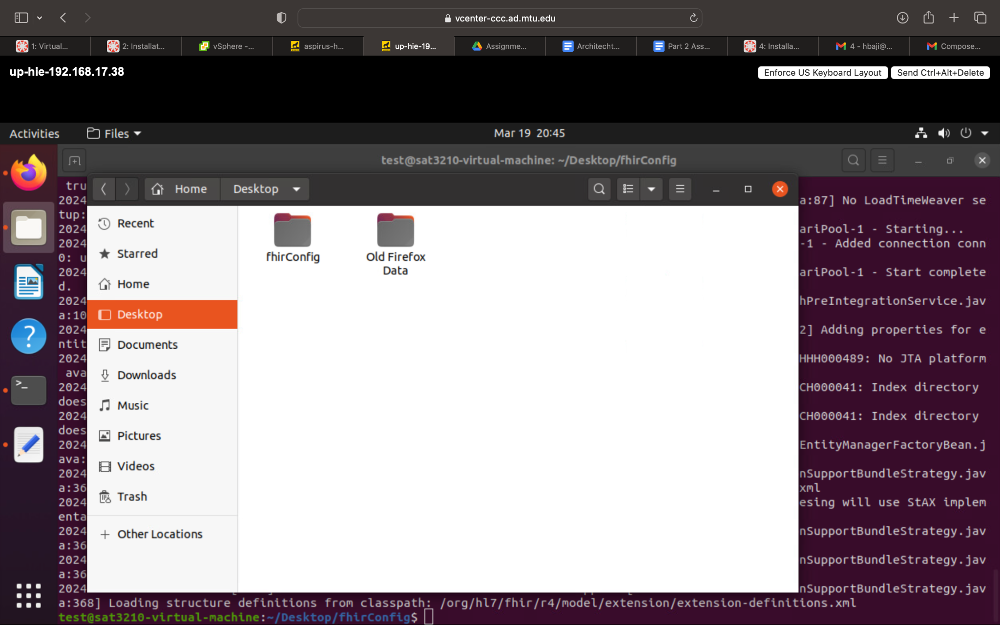 vcenter-ccc.ad.mtu.edu
1: Virtual...
2: Installat...
vSphere -...
aspirus-h...
up-hie-19...
Assignme...
Architecht...
Part 2 Ass...
4: Installa...
4 - hbaji@...
Compose...
up-hie-192.168.17.38
Enforce US Keyboard Layout
Send Ctrl+Alt+Delete
Activities
Files
Mar 19 20:45
test@sat3210-virtual-machine: ~/Desktop/fhirConfig
Home
Desktop
Recent
Starred
Home
Desktop
Documents
Downloads
Music
Pictures
Videos
Trash
Other Locations
fhirConfig
Old Firefox
Data
tru
2024 a:87] No LoadTimeWeaver se
tup:
2024 ariPool-1 - Starting...
2024 -1 - Added connection conn
0: u
2024 ariPool-1 - Start complete
d.
2024 hPreIntegrationService.jav
a:10
2024 2] Adding properties for e
ntit
2024 HHH000489: No JTA platform
ava
2024 CH000041: Index directory
does
2024 CH000041: Index directory
does
2024 EntityManagerFactoryBean.j
ava:
2024 nSupportBundleStrategy.jav
a:36 xml
2024 esing will use StAX implem
enta
2024 nSupportBundleStrategy.jav
a:36
2024 nSupportBundleStrategy.jav
a:36
2024 nSupportBundleStrategy.jav
a:368] Loading structure definitions from classpath: /org/hl7/fhir/r4/model/extension/extension-definitions.xml
test@sat3210-virtual-machine:~/Desktop/fhirConfig$